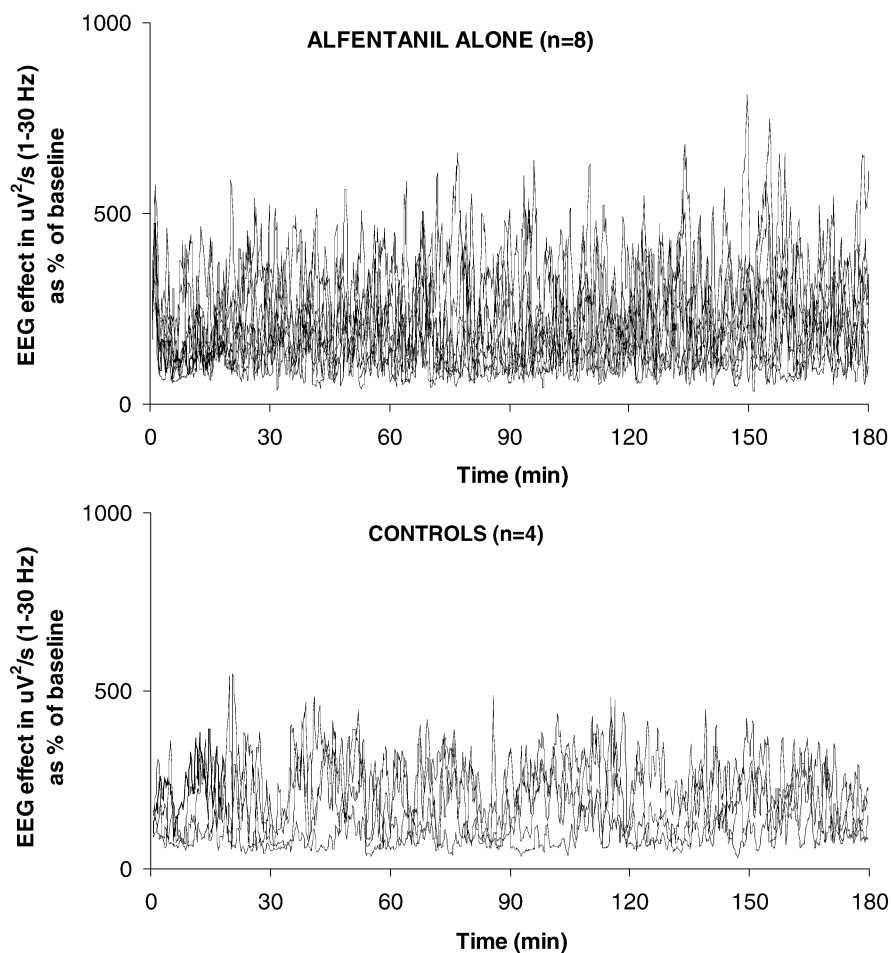 1000
ALFENTANIL ALONE (n=8)
EEG effect in uV²/s (1-30 Hz)
as % of baseline
500
0
0 30 60 90 120 150 180
Time (min)
1000
CONTROLS (n=4)
EEG effect in uV²/s (1-30 Hz)
as % of baseline
500
0
0 30 60 90 120 150 180
Time (min)